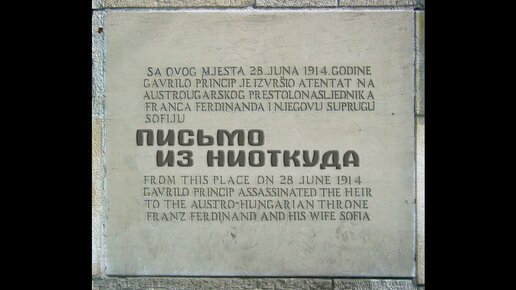 SA OVOG MJESTA 28. JUNA 1914. GODINE
GAVRILO PRINCIP JE IZVRŠIO ATENTAT NA
AUSTROUGARSKOG PRESTOLONASLJEDNIKA
FRANCA FERDINANDA I NJEGOVU SUPRUGU
SOFIJU
ПИСЬМО
ИЗ НИОТКУДА
FROM THIS PLACE ON 28 JUNE 1914
GAVRILO PRINCIP ASSASSINATED THE HEIR
TO THE AUSTRO-HUNGARIAN THRONE
FRANZ FERDINAND AND HIS WIFE SOFIA